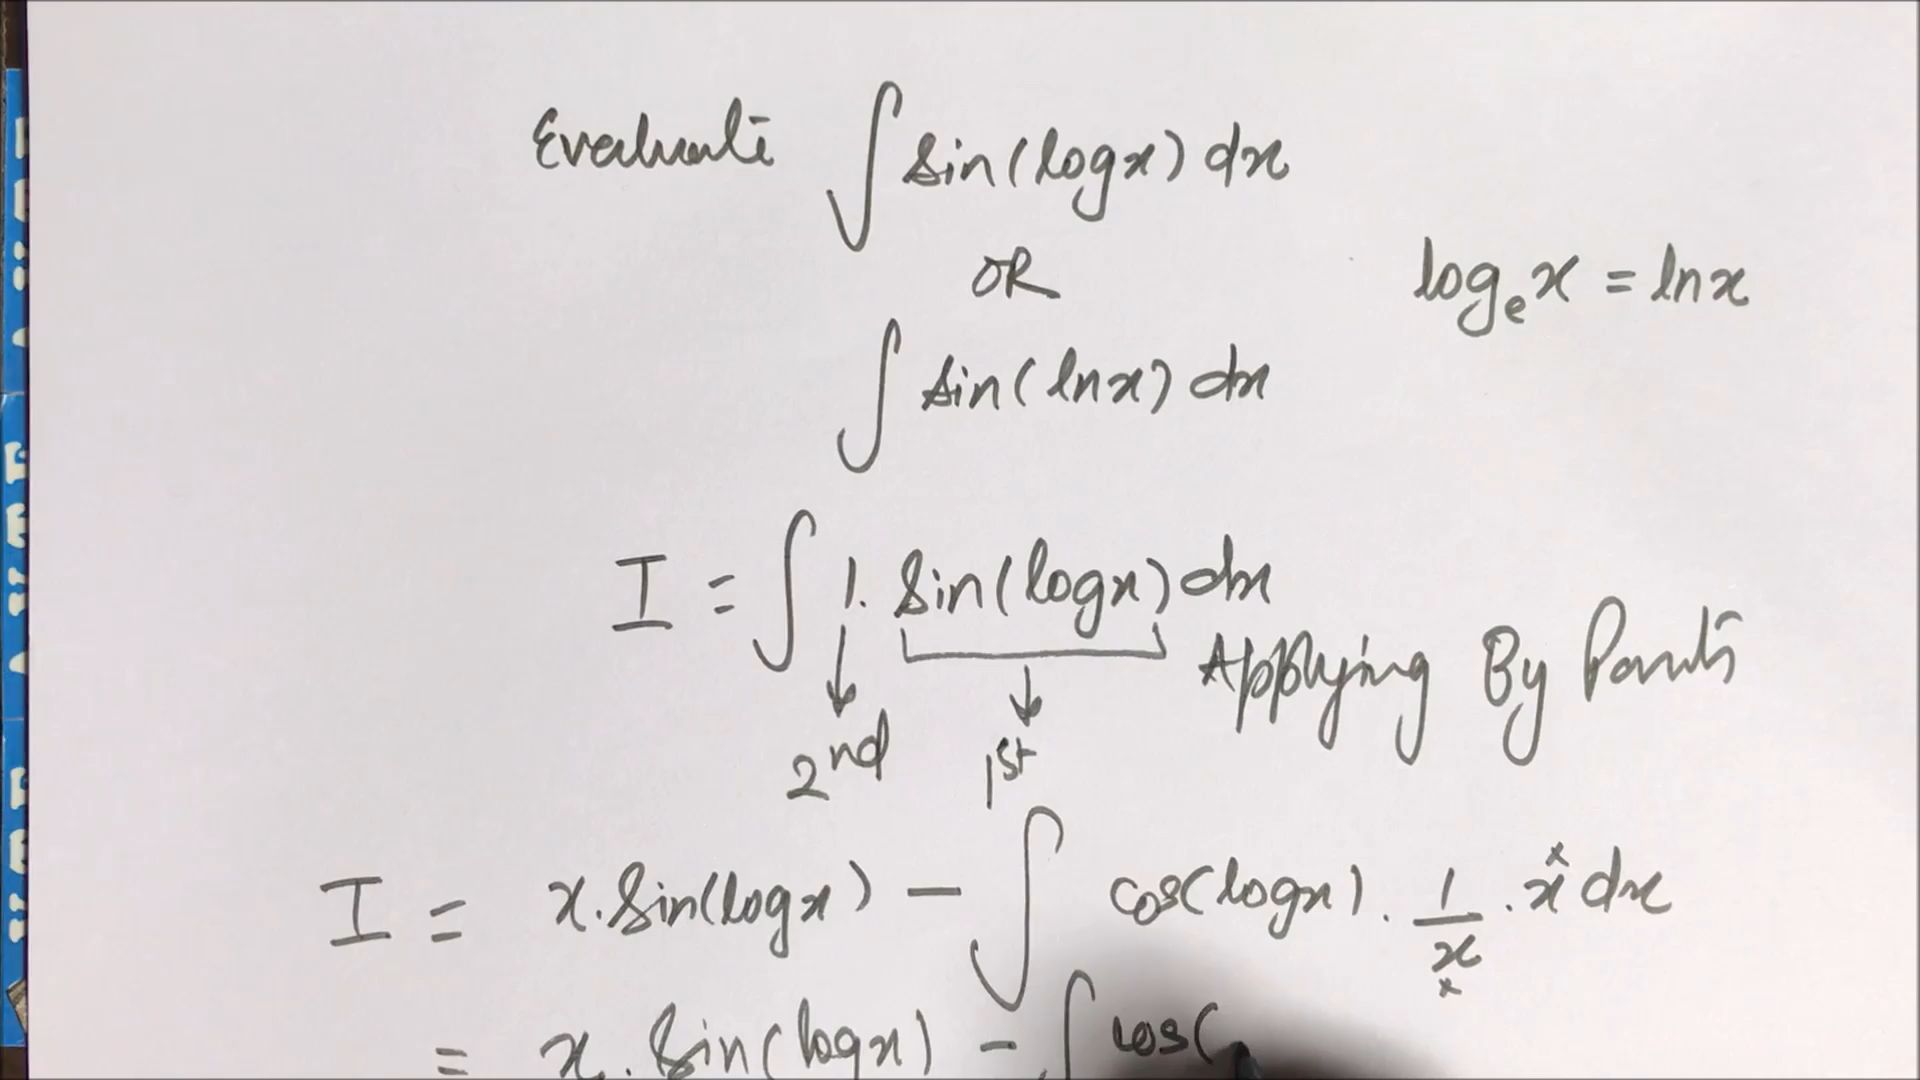 Evaluate ∫ sin(logx) dx
OR
logₑx = lnx
∫ sin(lnx) dx
I = ∫ 1. sin(logx) dx
Applying By Parts
2nd 1st
I = x.sin(logx) - ∫ cos(logx). 1/x . x dx
= x. sin(logx) - ∫ cos(